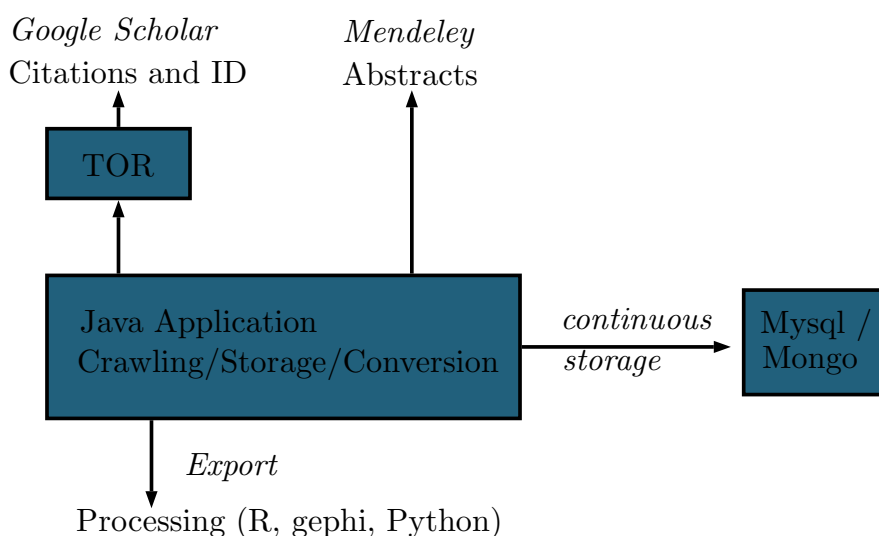 Google Scholar
Citations and ID
Mendeley
Abstracts
TOR
Java Application
Crawling/Storage/Conversion
continuous
storage
Mysql /
Mongo
Export
Processing (R, gephi, Python)